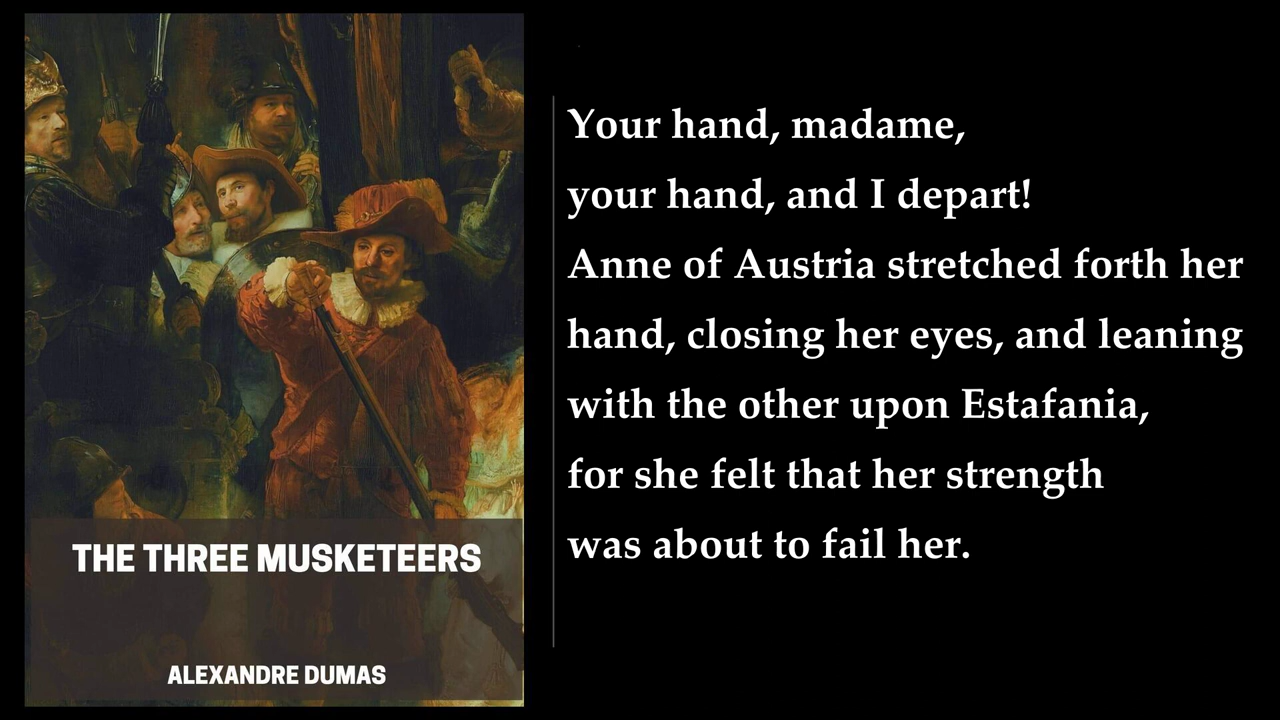 THE THREE MUSKETEERS
ALEXANDRE DUMAS
Your hand, madame,
your hand, and I depart!
Anne of Austria stretched forth her
hand, closing her eyes, and leaning
with the other upon Estafania,
for she felt that her strength
was about to fail her.